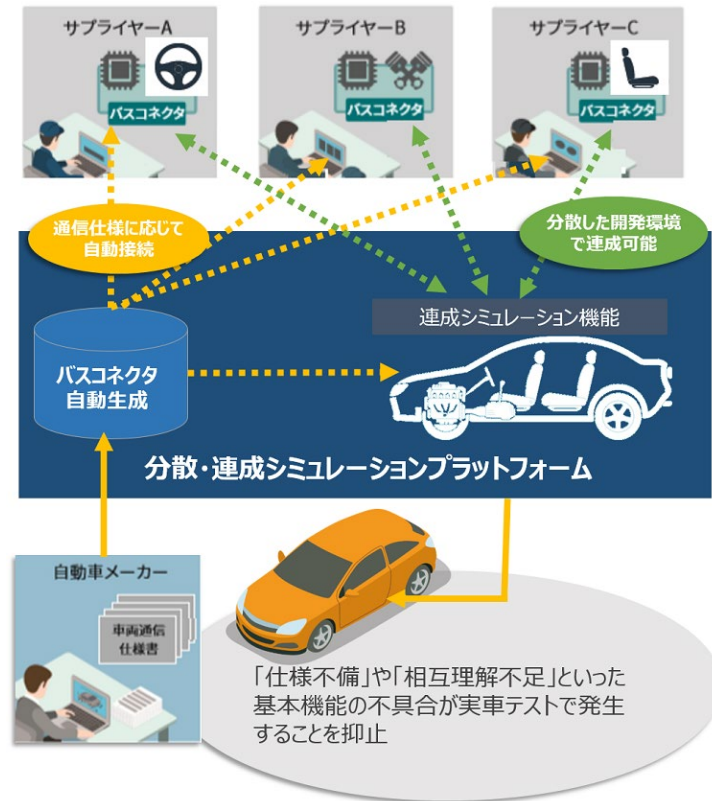 サプライヤーA
サプライヤーB
サプライヤーC
バスコネクタ
バスコネクタ
バスコネクタ
通信仕様に応じて
自動接続
分散した開発環境
で連成可能
連成シミュレーション機能
バスコネクタ
自動生成
分散・連成シミュレーションプラットフォーム
自動車メーカー
車両通信
仕様書
「仕様不備」や「相互理解不足」といった
基本機能の不具合が実車テストで発生
することを抑止